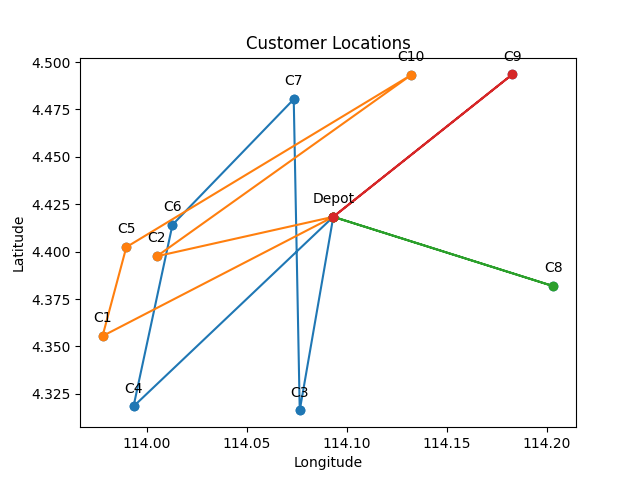 Customer Locations
4.500
4.475
4.450
4.425
4.400
4.375
4.350
4.325
Latitude
C10
C9
C7
Depot
C6
C5
C2
C8
C1
C4
C3
114.00
114.05
114.10
114.15
114.20
Longitude